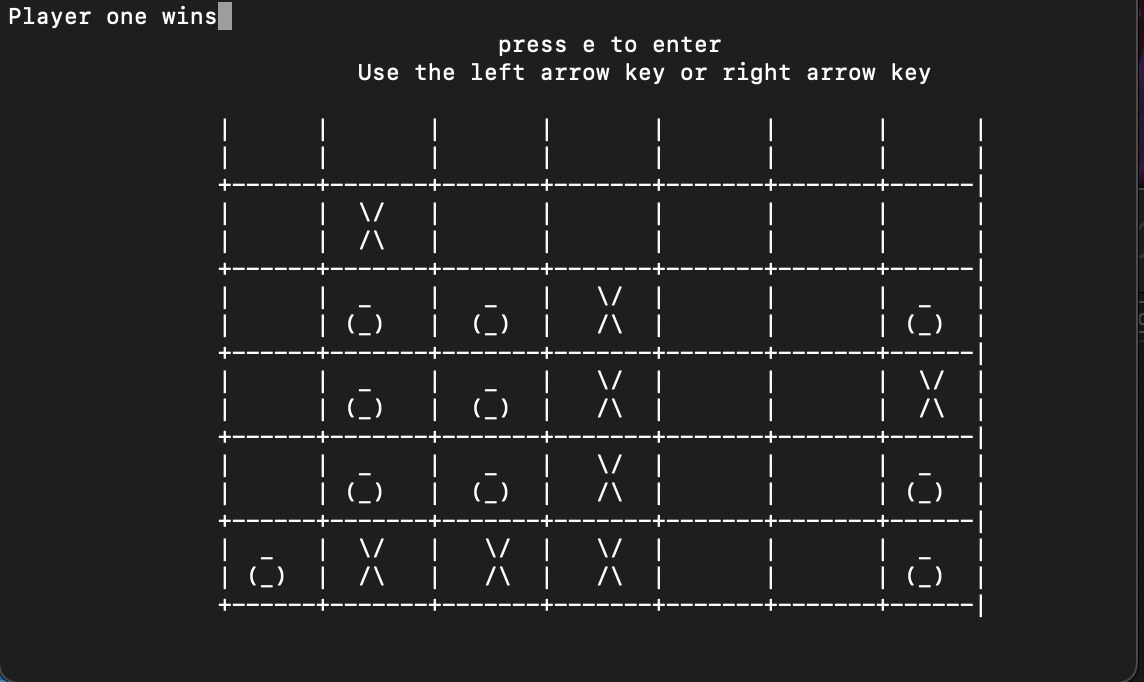 Player one wins
press e to enter
Use the left arrow key or right arrow key